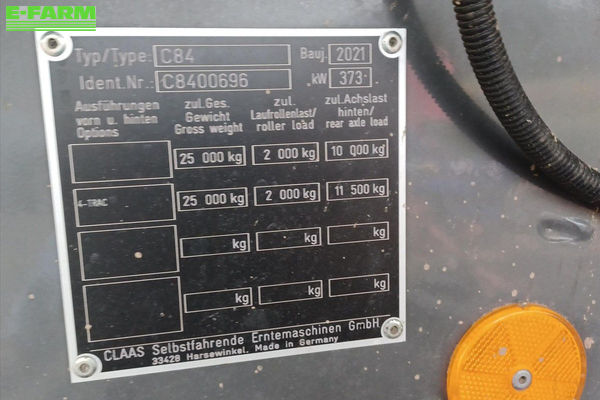 E-FARM
Typ/Type: C84 Bauj. 2021
Ident.Nr.: C8400696 kW 373-
Ausführungen vorn u. hinten Options
zul.Ges. Gewicht Gross weight
zul. Laufrollenlast/ roller load
zul.Achslast hinten/ rear axle load
25 000 kg 2 000 kg 10 000 kg
4-TRAC 25 000 kg 2 000 kg 11 500 kg
kg kg kg
kg kg kg
CLAAS Selbstfahrende Erntemaschinen GmbH
33428 Harsewinkel, Made in Germany